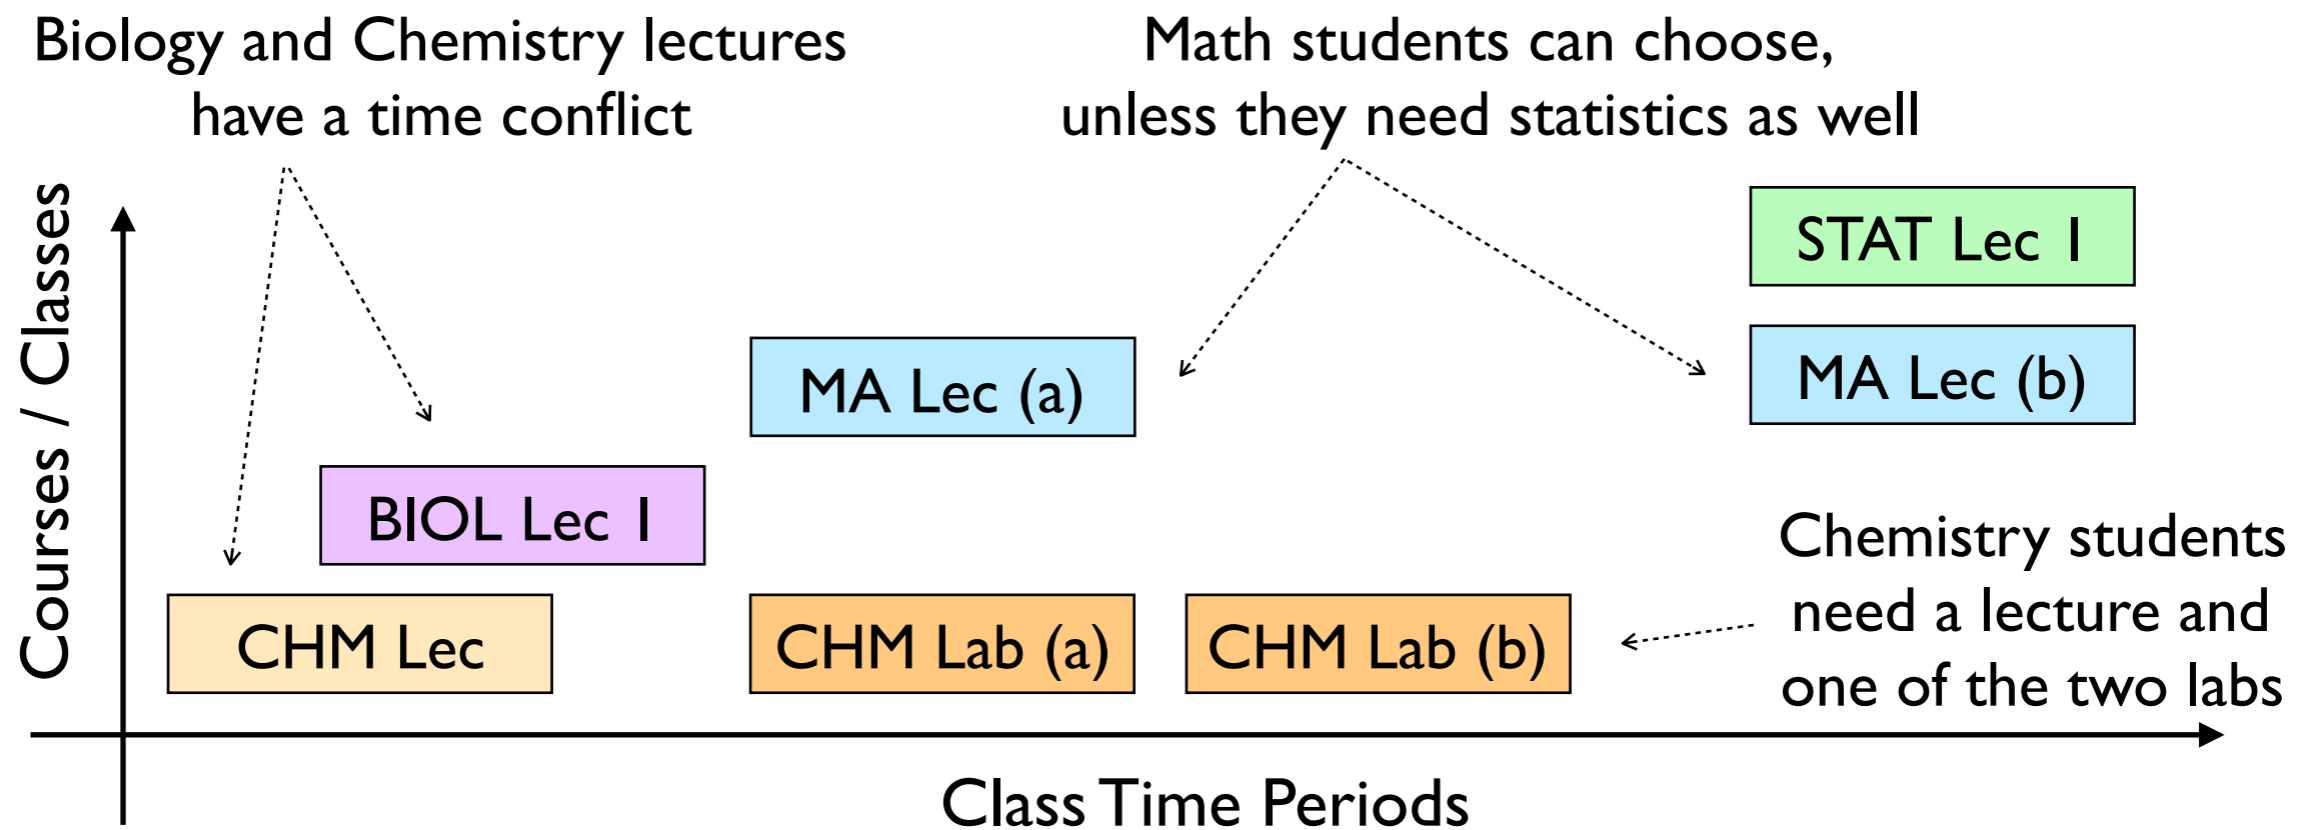 Biology and Chemistry lectures
have a time conflict
Math students can choose,
unless they need statistics as well
Courses / Classes
STAT Lec 1
MA Lec (a)
MA Lec (b)
BIOL Lec 1
CHM Lec
CHM Lab (a)
CHM Lab (b)
Chemistry students
need a lecture and
one of the two labs
Class Time Periods